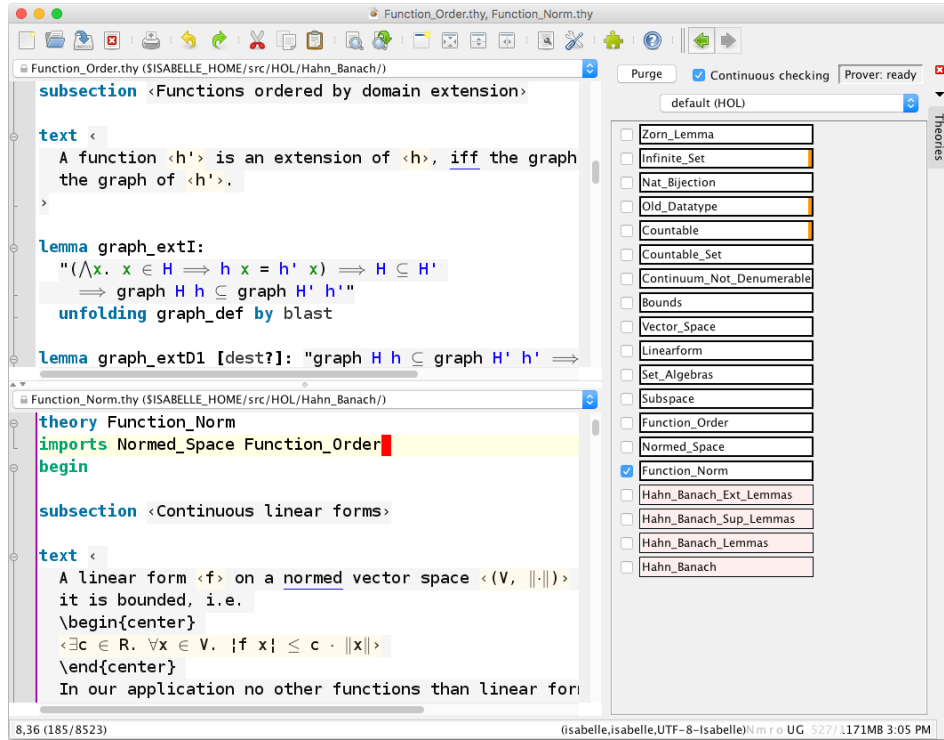 Function_Order.thy, Function_Norm.thy
Function_Order.thy ($ISABELLE_HOME/src/HOL/Hahn_Banach/)
subsection ‹Functions ordered by domain extension›
text ‹
A function ‹h'› is an extension of ‹h›, iff the graph
the graph of ‹h'›.
›
lemma graph_extI:
"(⋀x. x ∈ H ⟹ h x = h' x) ⟹ H ⊆ H'
⟹ graph H h ⊆ graph H' h'"
unfolding graph_def by blast
lemma graph_extD1 [dest?]: "graph H h ⊆ graph H' h' ⟹
Function_Norm.thy ($ISABELLE_HOME/src/HOL/Hahn_Banach/)
theory Function_Norm
imports Normed_Space Function_Order
begin
subsection ‹Continuous linear forms›
text ‹
A linear form ‹f› on a normed vector space ‹(V, ∥·∥)›
it is bounded, i.e.
\begin{center}
‹∃c ∈ R. ∀x ∈ V. ¦f x¦ ≤ c · ∥x∥›
\end{center}
In our application no other functions than linear for
Purge
Continuous checking
Prover: ready
default (HOL)
Theories
Zorn_Lemma
Infinite_Set
Nat_Bijection
Old_Datatype
Countable
Countable_Set
Continuum_Not_Denumerable
Bounds
Vector_Space
Linearform
Set_Algebras
Subspace
Function_Order
Normed_Space
Function_Norm
Hahn_Banach_Ext_Lemmas
Hahn_Banach_Sup_Lemmas
Hahn_Banach_Lemmas
Hahn_Banach
8,36 (185/8523)
(isabelle,isabelle,UTF-8-Isabelle)Nmro UG 527/1171MB 3:05 PM